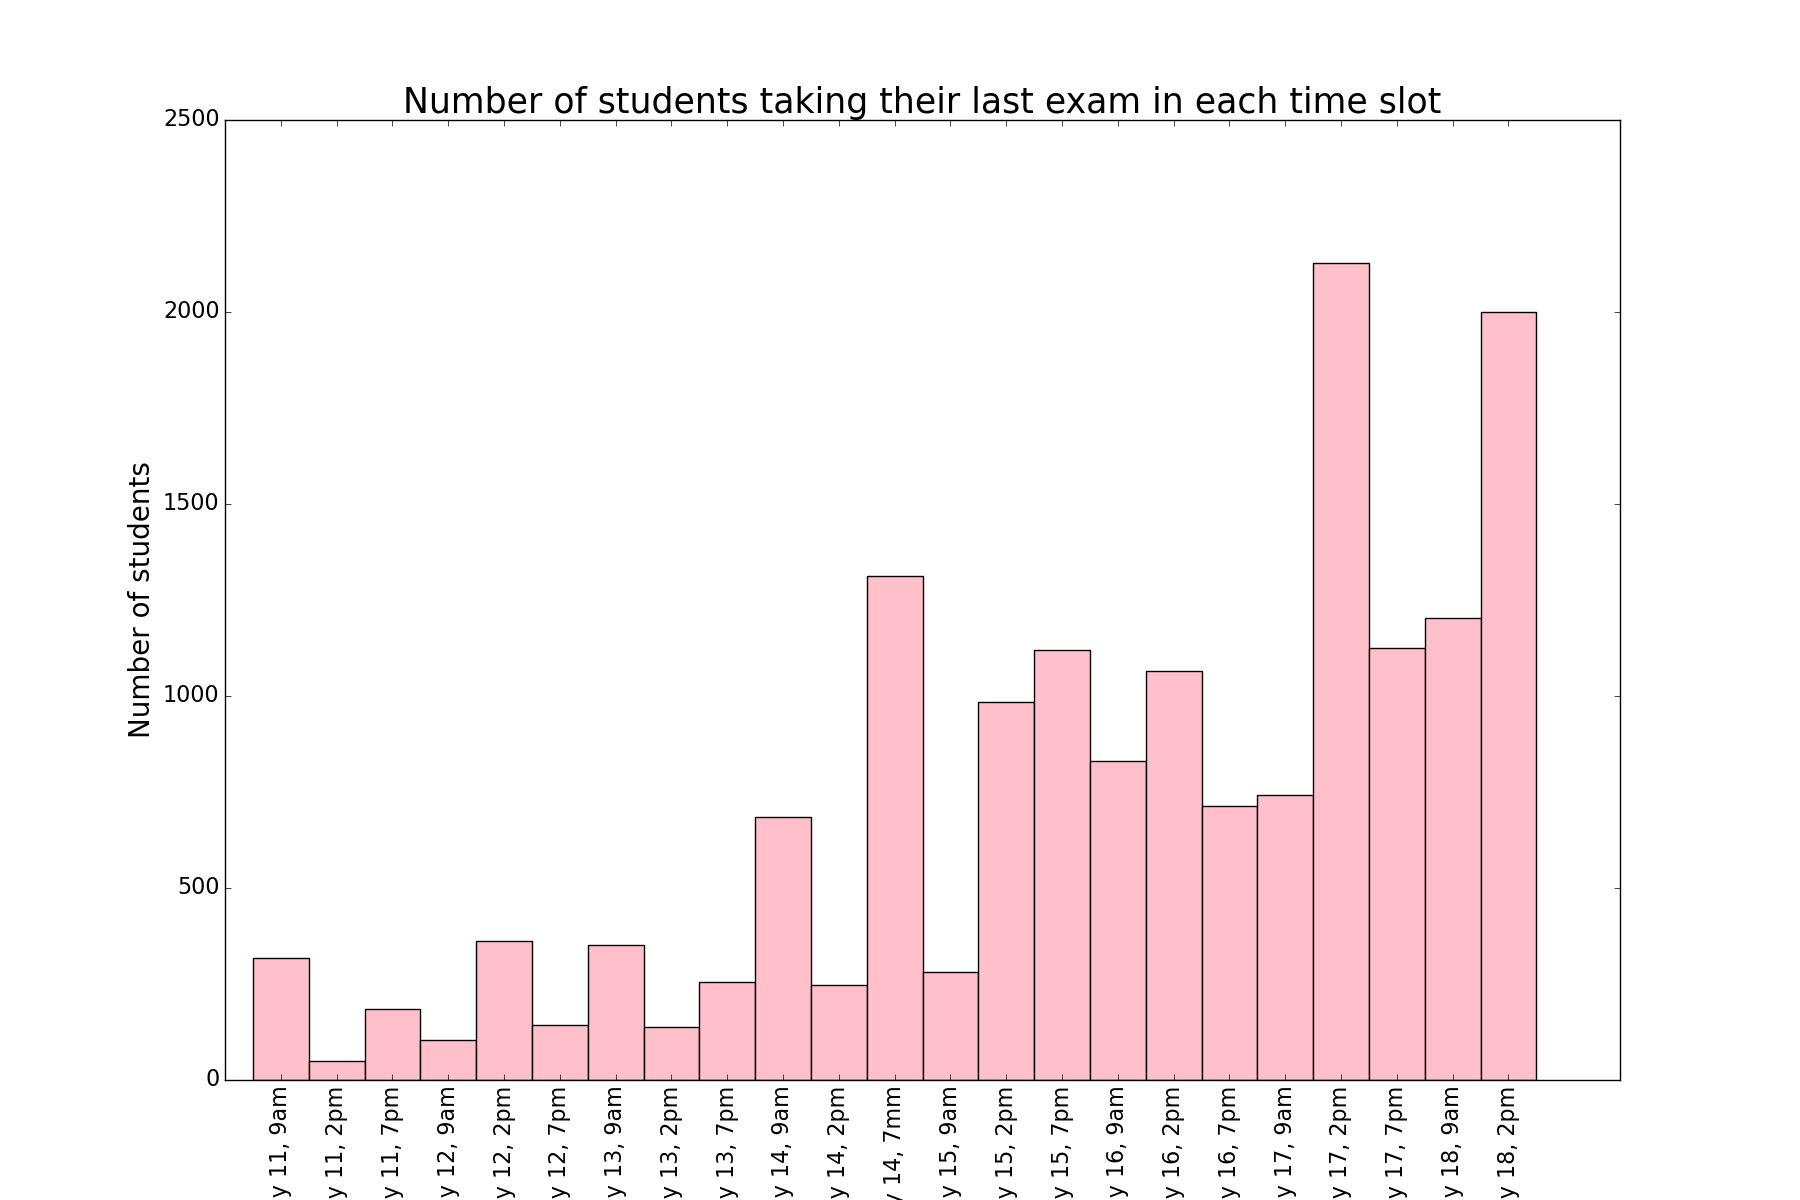 Number of students taking their last exam in each time slot
Number of students
2500
2000
1500
1000
500
0
y 11, 9am
y 11, 2pm
y 11, 7pm
y 12, 9am
y 12, 2pm
y 12, 7pm
y 13, 9am
y 13, 2pm
y 13, 7pm
y 14, 9am
y 14, 2pm
y 14, 7mm
y 15, 9am
y 15, 2pm
y 15, 7pm
y 16, 9am
y 16, 2pm
y 16, 7pm
y 17, 9am
y 17, 2pm
y 17, 7pm
y 18, 9am
y 18, 2pm